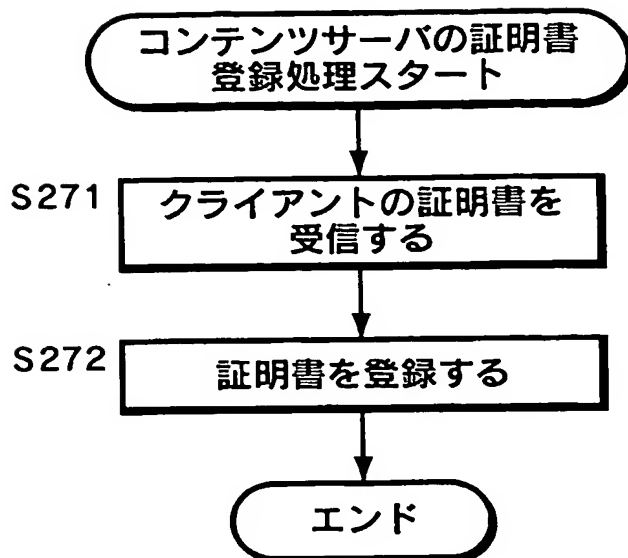 コンテンツサーバの証明書
登録処理スタート
S271
クライアントの証明書を
受信する
S272
証明書を登録する
エンド